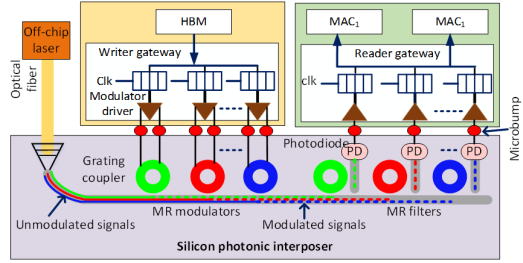 Off-chip
laser
Optical
fiber
HBM
Writer gateway
Clk
Modulator
driver
MAC1
MAC1
Reader gateway
clk
Microbump
Photodiode
PD
PD
PD
Grating
coupler
MR modulators
MR filters
Unmodulated signals
Modulated signals
Silicon photonic interposer